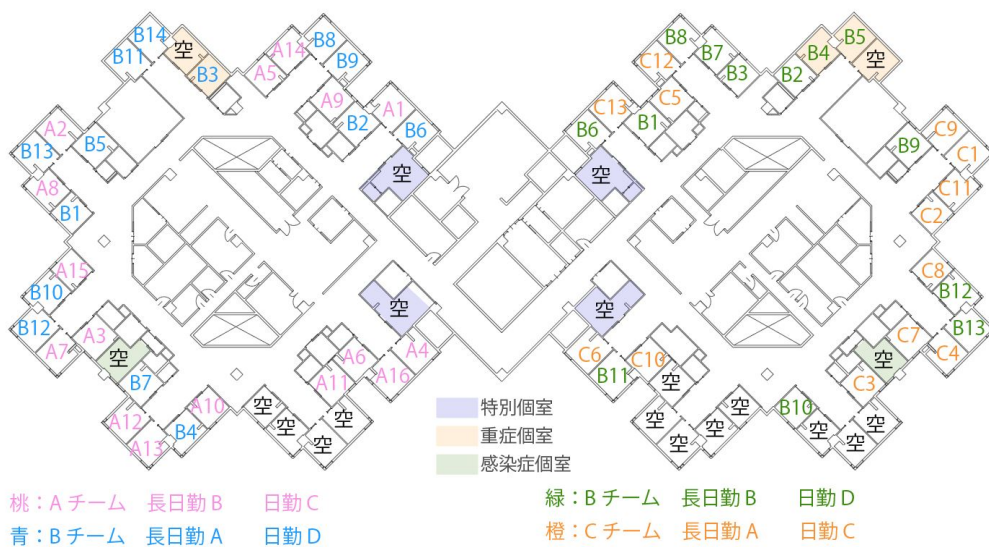 B14
B11
空
B3
A14
A5
B8
B9
A9
B2
A1
B6
空
A2
B13
B5
A8
B1
A15
B10
B12
A7
A3
空
B7
A12
A13
B4
A10
空
空
空
空
A6
A11
空
A4
A16
B8
C12
B7
B3
B2
B4
B5
空
C13
B6
C5
B1
空
B9
C9
C1
C11
C2
C8
B12
B13
C4
C7
空
C3
空
C6
B11
C10
空
空
空
空
空
B10
空
空
空
特別個室
重症個室
感染症個室
桃：A チーム 長日勤 B 日勤 C
青：B チーム 長日勤 A 日勤 D
緑：B チーム 長日勤 B 日勤 D
橙：C チーム 長日勤 A 日勤 C